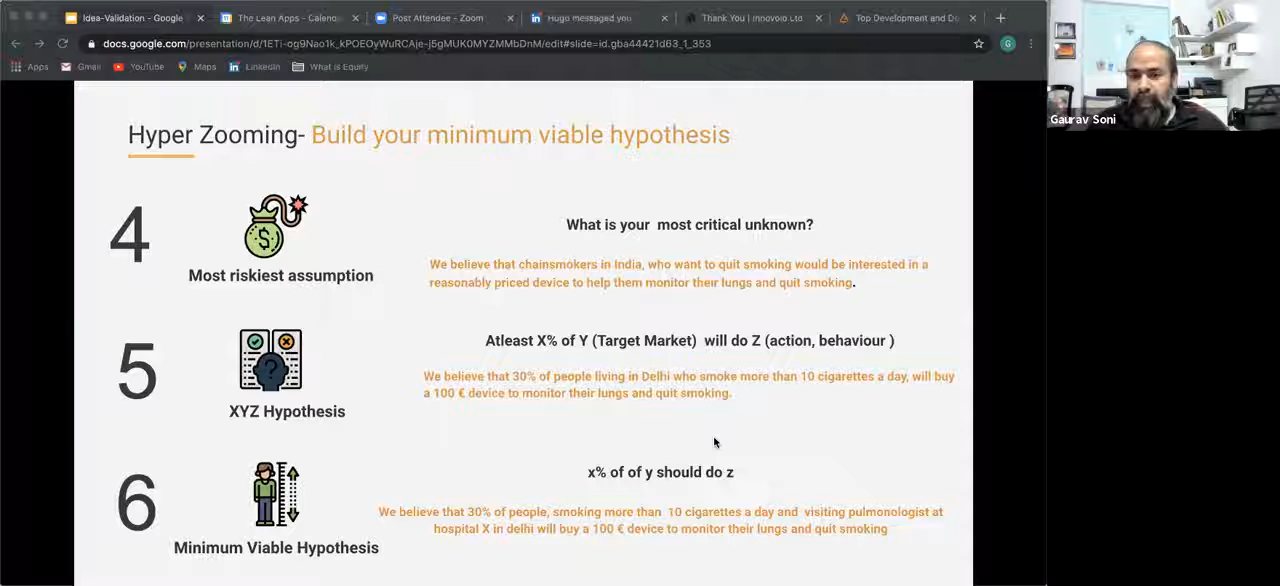 Idea-Validation - Google
The Lean Apps - Calend
Post Attendee - Zoom
Hugo messaged you
Thank You | Innovolo Ltd
Top Development and De
docs.google.com/presentation/d/1ETi-og9Nao1k_kPOEOyWuRCAje-j5gMUK0MYZMMbDnM/edit#slide=id.gba44421d63_1_353
G
Apps
Gmail
YouTube
Maps
LinkedIn
What is Equity
Gaurav Soni
Hyper Zooming- Build your minimum viable hypothesis
4
Most riskiest assumption
What is your most critical unknown?
We believe that chainsmokers in India, who want to quit smoking would be interested in a
reasonably priced device to help them monitor their lungs and quit smoking.
5
XYZ Hypothesis
Atleast X% of Y (Target Market) will do Z (action, behaviour )
We believe that 30% of people living in Delhi who smoke more than 10 cigarettes a day, will buy
a 100 € device to monitor their lungs and quit smoking.
6
Minimum Viable Hypothesis
x% of of y should do z
We believe that 30% of people, smoking more than 10 cigarettes a day and visiting pulmonologist at
hospital X in delhi will buy a 100 € device to monitor their lungs and quit smoking